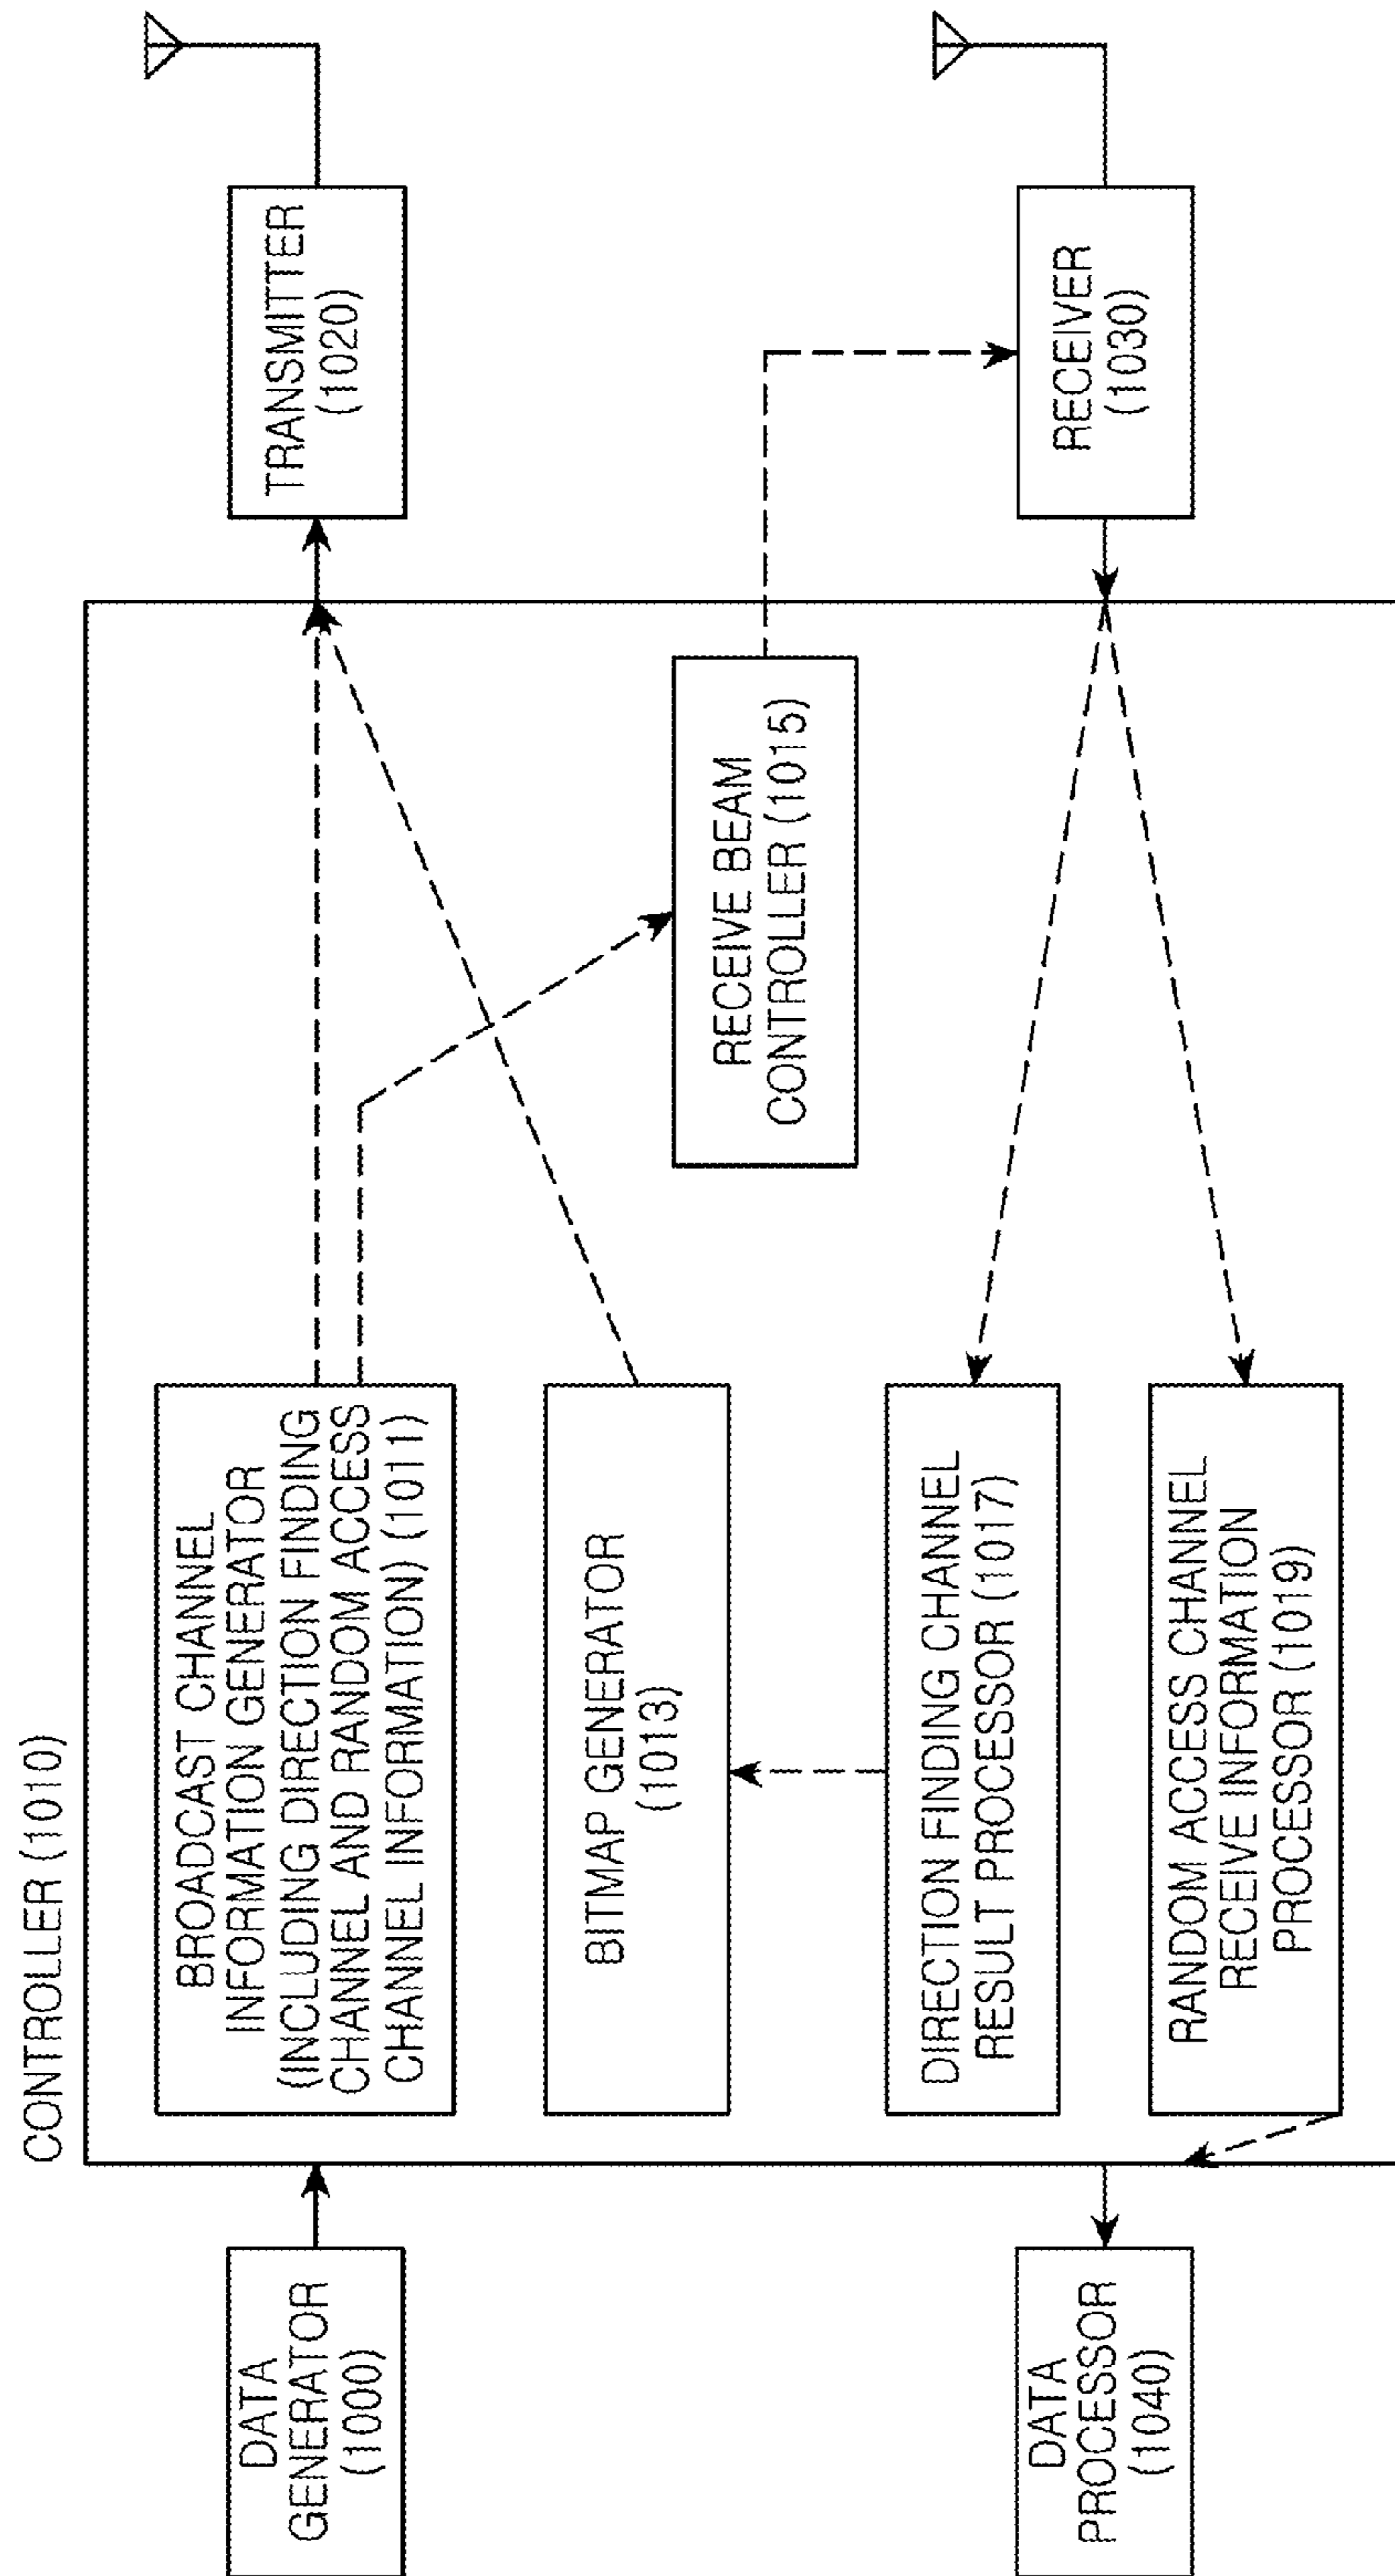 CONTROLLER (1010)
DATA
GENERATOR
(1000)
BROADCAST CHANNEL
INFORMATION GENERATOR
(INCLUDING DIRECTION FINDING
CHANNEL AND RANDOM ACCESS
CHANNEL INFORMATION) (1011)
TRANSMITTER
(1020)
BITMAP GENERATOR
(1013)
RECEIVE BEAM
CONTROLLER (1015)
DATA
PROCESSOR
(1040)
DIRECTION FINDING CHANNEL
RESULT PROCESSOR (1017)
RECEIVER
(1030)
RANDOM ACCESS CHANNEL
RECEIVE INFORMATION
PROCESSOR (1019)